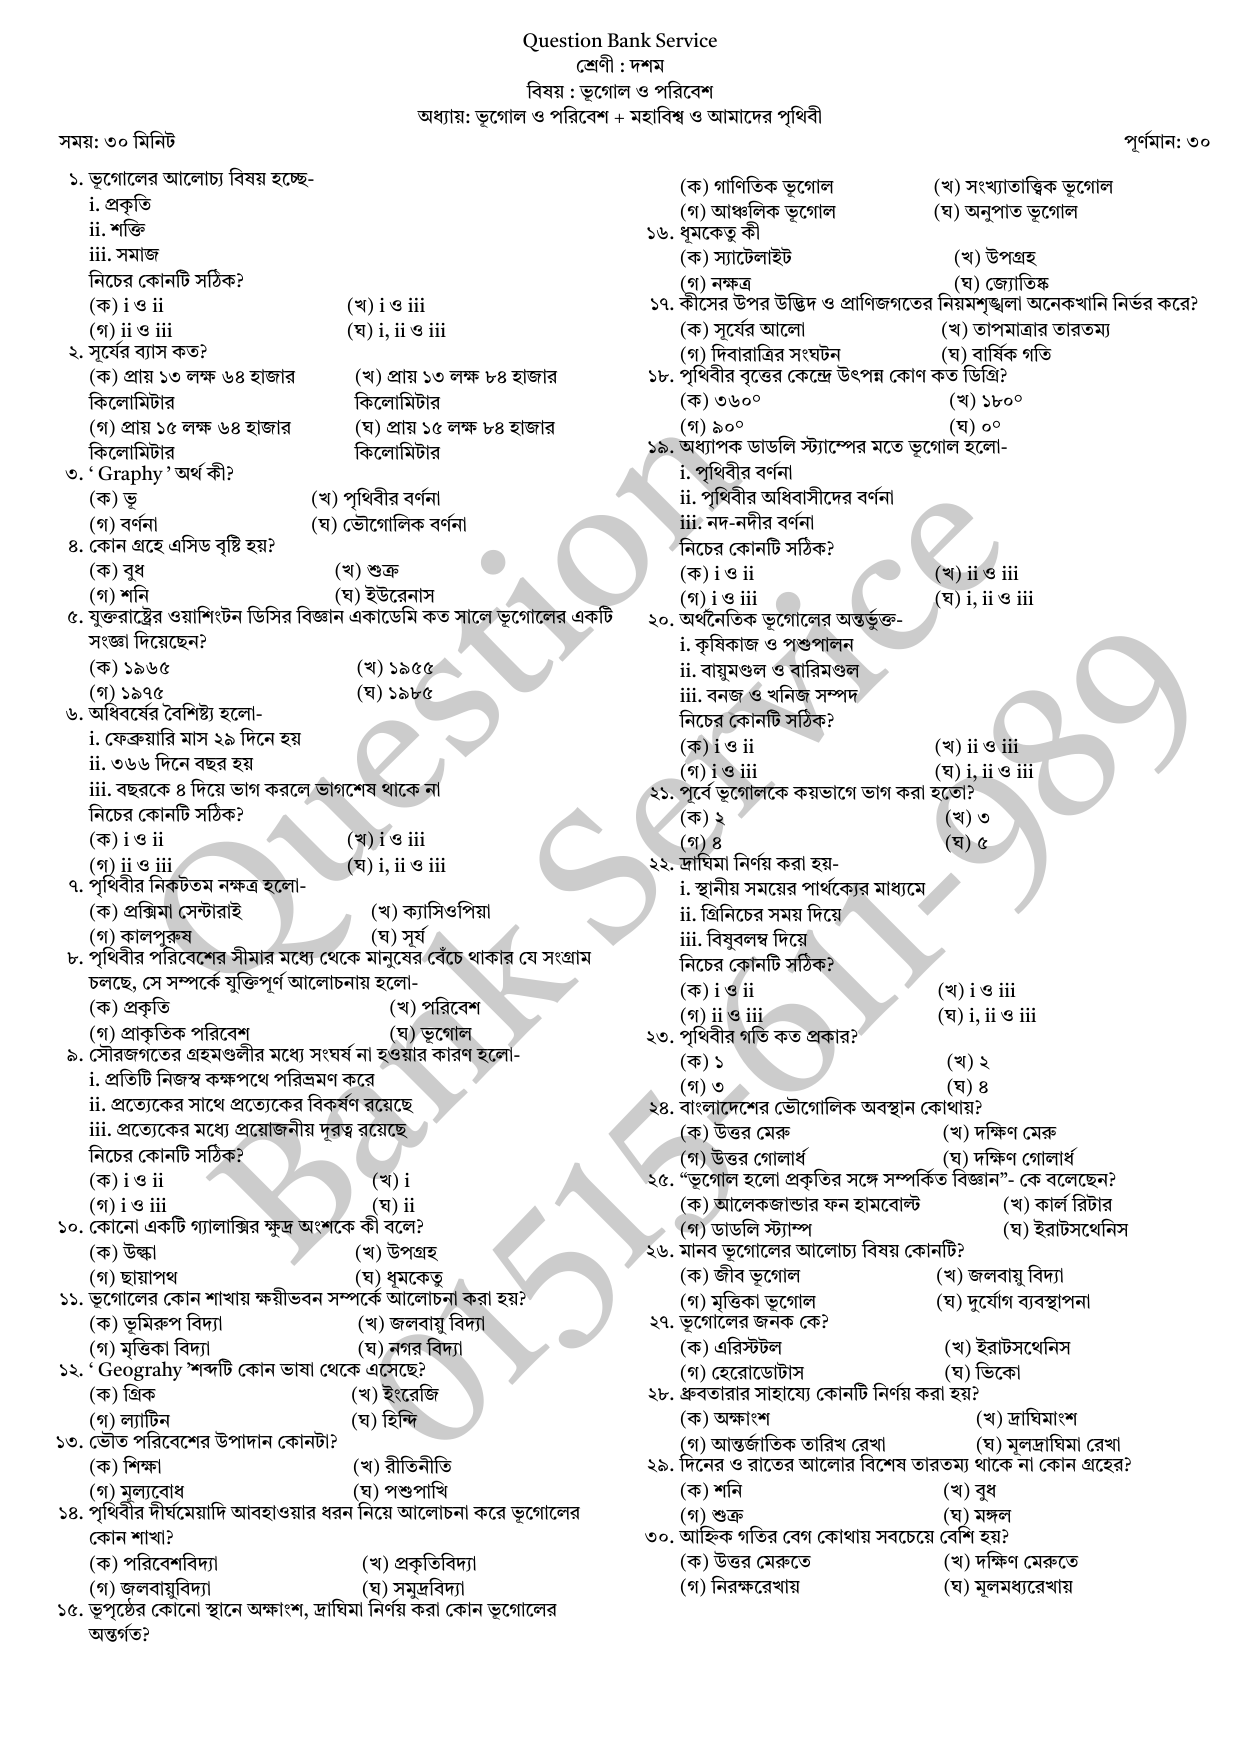 Question Bank Service
শ্রেণী : দশম
বিষয় : ভূগোল ও পরিবেশ
অধ্যায়: ভূগোল ও পরিবেশ + মহাবিশ্ব ও আমাদের পৃথিবী
সময়: ৩০ মিনিট পূর্ণমান: ৩০
১. ভূগোলের আলোচ্য বিষয় হচ্ছে-
i. প্রকৃতি
ii. শক্তি
iii. সমাজ
নিচের কোনটি সঠিক?
(ক) i ও ii (খ) i ও iii
(গ) ii ও iii (ঘ) i, ii ও iii
২. সূর্যের ব্যাস কত?
(ক) প্রায় ১৩ লক্ষ ৬৪ হাজার (খ) প্রায় ১৩ লক্ষ ৮৪ হাজার
কিলোমিটার কিলোমিটার
(গ) প্রায় ১৫ লক্ষ ৬৪ হাজার (ঘ) প্রায় ১৫ লক্ষ ৮৪ হাজার
কিলোমিটার কিলোমিটার
৩. ‘ Graphy ’ অর্থ কী?
(ক) ভূ (খ) পৃথিবীর বর্ণনা
(গ) বর্ণনা (ঘ) ভৌগোলিক বর্ণনা
৪. কোন গ্রহে এসিড বৃষ্টি হয়?
(ক) বুধ (খ) শুক্র
(গ) শনি (ঘ) ইউরেনাস
৫. যুক্তরাষ্ট্রের ওয়াশিংটন ডিসির বিজ্ঞান একাডেমি কত সালে ভূগোলের একটি
সংজ্ঞা দিয়েছেন?
(ক) ১৯৬৫ (খ) ১৯৫৫
(গ) ১৯৭৫ (ঘ) ১৯৮৫
৬. অধিবর্ষের বৈশিষ্ট্য হলো-
i. ফেব্রুয়ারি মাস ২৯ দিনে হয়
ii. ৩৬৬ দিনে বছর হয়
iii. বছরকে ৪ দিয়ে ভাগ করলে ভাগশেষ থাকে না
নিচের কোনটি সঠিক?
(ক) i ও ii (খ) i ও iii
(গ) ii ও iii (ঘ) i, ii ও iii
৭. পৃথিবীর নিকটতম নক্ষত্র হলো-
(ক) প্রক্সিমা সেন্টারাই (খ) ক্যাসিওপিয়া
(গ) কালপুরুষ (ঘ) সূর্য
৮. পৃথিবীর পরিবেশের সীমার মধ্যে থেকে মানুষের বেঁচে থাকার যে সংগ্রাম
চলছে, সে সম্পর্কে যুক্তিপূর্ণ আলোচনায় হলো-
(ক) প্রকৃতি (খ) পরিবেশ
(গ) প্রাকৃতিক পরিবেশ (ঘ) ভূগোল
৯. সৌরজগতের গ্রহমণ্ডলীর মধ্যে সংঘর্ষ না হওয়ার কারণ হলো-
i. প্রতিটি নিজস্ব কক্ষপথে পরিভ্রমণ করে
ii. প্রত্যেকের সাথে প্রত্যেকের বিকর্ষণ রয়েছে
iii. প্রত্যেকের মধ্যে প্রয়োজনীয় দূরত্ব রয়েছে
নিচের কোনটি সঠিক?
(ক) i ও ii (খ) i
(গ) i ও iii (ঘ) ii
১০. কোনো একটি গ্যালাক্সির ক্ষুদ্র অংশকে কী বলে?
(ক) উল্কা (খ) উপগ্রহ
(গ) ছায়াপথ (ঘ) ধূমকেতু
১১. ভূগোলের কোন শাখায় ক্ষয়ীভবন সম্পর্কে আলোচনা করা হয়?
(ক) ভূমিরুপ বিদ্যা (খ) জলবায়ু বিদ্যা
(গ) মৃত্তিকা বিদ্যা (ঘ) নগর বিদ্যা
১২. ‘ Geograhy ’শব্দটি কোন ভাষা থেকে এসেছে?
(ক) গ্রিক (খ) ইংরেজি
(গ) ল্যাটিন (ঘ) হিন্দি
১৩. ভৌত পরিবেশের উপাদান কোনটা?
(ক) শিক্ষা (খ) রীতিনীতি
(গ) মূল্যবোধ (ঘ) পশুপাখি
১৪. পৃথিবীর দীর্ঘমেয়াদি আবহাওয়ার ধরন নিয়ে আলোচনা করে ভূগোলের
কোন শাখা?
(ক) পরিবেশবিদ্যা (খ) প্রকৃতিবিদ্যা
(গ) জলবায়ুবিদ্যা (ঘ) সমুদ্রবিদ্যা
১৫. ভূপৃষ্ঠের কোনো স্থানে অক্ষাংশ, দ্রাঘিমা নির্ণয় করা কোন ভূগোলের
অন্তর্গত?
(ক) গাণিতিক ভূগোল (খ) সংখ্যাতাত্ত্বিক ভূগোল
(গ) আঞ্চলিক ভূগোল (ঘ) অনুপাত ভূগোল
১৬. ধূমকেতু কী
(ক) স্যাটেলাইট (খ) উপগ্রহ
(গ) নক্ষত্র (ঘ) জ্যোতিষ্ক
১৭. কীসের উপর উদ্ভিদ ও প্রাণিজগতের নিয়মশৃঙ্খলা অনেকখানি নির্ভর করে?
(ক) সূর্যের আলো (খ) তাপমাত্রার তারতম্য
(গ) দিবারাত্রির সংঘটন (ঘ) বার্ষিক গতি
১৮. পৃথিবীর বৃত্তের কেন্দ্রে উৎপন্ন কোণ কত ডিগ্রি?
(ক) ৩৬০° (খ) ১৮০°
(গ) ৯০° (ঘ) ০°
১৯. অধ্যাপক ডাডলি স্ট্যাম্পের মতে ভূগোল হলো-
i. পৃথিবীর বর্ণনা
ii. পৃথিবীর অধিবাসীদের বর্ণনা
iii. নদ-নদীর বর্ণনা
নিচের কোনটি সঠিক?
(ক) i ও ii (খ) ii ও iii
(গ) i ও iii (ঘ) i, ii ও iii
২০. অর্থনৈতিক ভূগোলের অন্তর্ভুক্ত-
i. কৃষিকাজ ও পশুপালন
ii. বায়ুমণ্ডল ও বারিমণ্ডল
iii. বনজ ও খনিজ সম্পদ
নিচের কোনটি সঠিক?
(ক) i ও ii (খ) ii ও iii
(গ) i ও iii (ঘ) i, ii ও iii
২১. পূর্বে ভূগোলকে কয়ভাগে ভাগ করা হতো?
(ক) ২ (খ) ৩
(গ) ৪ (ঘ) ৫
২২. দ্রাঘিমা নির্ণয় করা হয়-
i. স্থানীয় সময়ের পার্থক্যের মাধ্যমে
ii. গ্রিনিচের সময় দিয়ে
iii. বিষুবলম্ব দিয়ে
নিচের কোনটি সঠিক?
(ক) i ও ii (খ) i ও iii
(গ) ii ও iii (ঘ) i, ii ও iii
২৩. পৃথিবীর গতি কত প্রকার?
(ক) ১ (খ) ২
(গ) ৩ (ঘ) ৪
২৪. বাংলাদেশের ভৌগোলিক অবস্থান কোথায়?
(ক) উত্তর মেরু (খ) দক্ষিণ মেরু
(গ) উত্তর গোলার্ধ (ঘ) দক্ষিণ গোলার্ধ
২৫. “ভূগোল হলো প্রকৃতির সঙ্গে সম্পর্কিত বিজ্ঞান”- কে বলেছেন?
(ক) আলেকজান্ডার ফন হামবোল্ট (খ) কার্ল রিটার
(গ) ডাডলি স্ট্যাম্প (ঘ) ইরাটসথেনিস
২৬. মানব ভূগোলের আলোচ্য বিষয় কোনটি?
(ক) জীব ভূগোল (খ) জলবায়ু বিদ্যা
(গ) মৃত্তিকা ভূগোল (ঘ) দুর্যোগ ব্যবস্থাপনা
২৭. ভূগোলের জনক কে?
(ক) এরিস্টটল (খ) ইরাটসথেনিস
(গ) হেরোডোটাস (ঘ) ভিকো
২৮. ধ্রুবতারার সাহায্যে কোনটি নির্ণয় করা হয়?
(ক) অক্ষাংশ (খ) দ্রাঘিমাংশ
(গ) আন্তর্জাতিক তারিখ রেখা (ঘ) মূলদ্রাঘিমা রেখা
২৯. দিনের ও রাতের আলোর বিশেষ তারতম্য থাকে না কোন গ্রহের?
(ক) শনি (খ) বুধ
(গ) শুক্র (ঘ) মঙ্গল
৩০. আহ্নিক গতির বেগ কোথায় সবচেয়ে বেশি হয়?
(ক) উত্তর মেরুতে (খ) দক্ষিণ মেরুতে
(গ) নিরক্ষরেখায় (ঘ) মূলমধ্যরেখায়
Question
Bank Service
01515-611-989